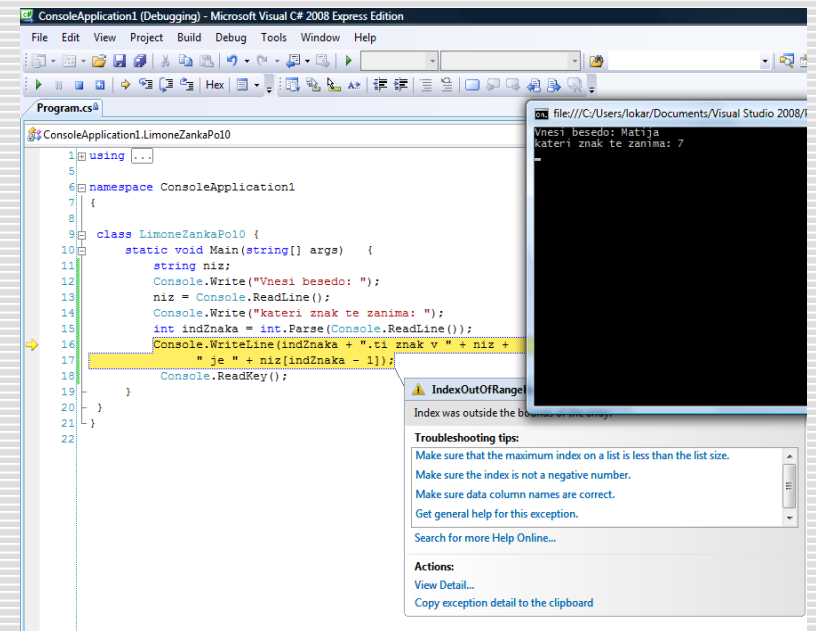 ConsoleApplication1 (Debugging) - Microsoft Visual C# 2008 Express Edition
File Edit View Project Build Debug Tools Window Help
Hex
Program.cs
ConsoleApplication1.LimoneZankaPo10
1 using ...
5
6 namespace ConsoleApplication1
7 {
8
9 class LimoneZankaPo10 {
10 static void Main(string[] args) {
11 string niz;
12 Console.Write("Vnesi besedo: ");
13 niz = Console.ReadLine();
14 Console.Write("kateri znak te zanima: ");
15 int indZnaka = int.Parse(Console.ReadLine());
16 Console.WriteLine(indZnaka + ".ti znak v " + niz +
17 " je " + niz[indZnaka - 1]);
18 Console.ReadKey();
19 }
20 }
21 }
22
file:///C:/Users/lokar/Documents/Visual Studio 2008/
Vnesi besedo: Matija
kateri znak te zanima: 7
IndexOutOfRange
Index was outside the bounds of the array.
Troubleshooting tips:
Make sure that the maximum index on a list is less than the list size.
Make sure the index is not a negative number.
Make sure data column names are correct.
Get general help for this exception.
Search for more Help Online...
Actions:
View Detail...
Copy exception detail to the clipboard